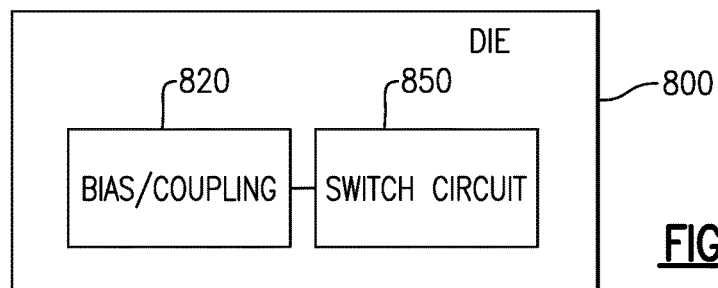 DIE
820
850
800
BIAS/COUPLING
SWITCH CIRCUIT
FIG